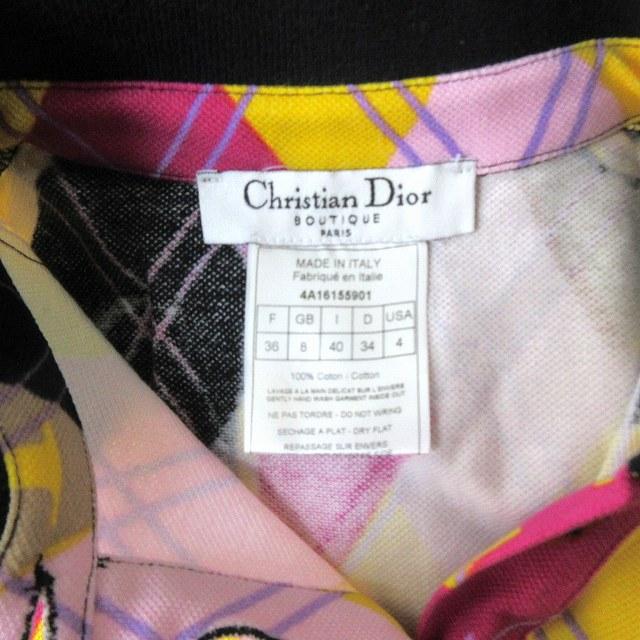 Christian Dior
BOUTIQUE
PARIS
MADE IN ITALY
Fabriqué en Italie
4A16155901
F GB I D USA
36 8 40 34 4
100% Cotton / Cotton
LAVAGE A LA MAIN DELICAT SUR L'ENVERS
GENTLY HAND WASH GARMENT INSIDE OUT
NE PAS TORDRE - DO NOT WRING
SECHAGE A PLAT - DRY FLAT
REPASSAGE SUR ENVERS